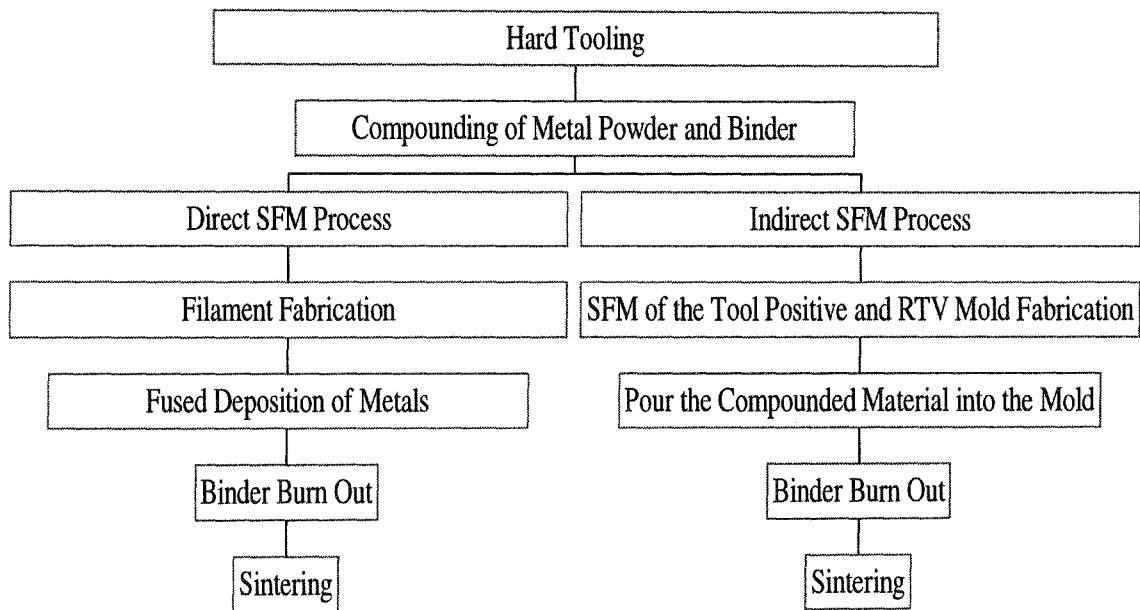 Hard Tooling
Compounding of Metal Powder and Binder
Direct SFM Process
Indirect SFM Process
Filament Fabrication
SFM of the Tool Positive and RTV Mold Fabrication
Fused Deposition of Metals
Pour the Compounded Material into the Mold
Binder Burn Out
Binder Burn Out
Sintering
Sintering